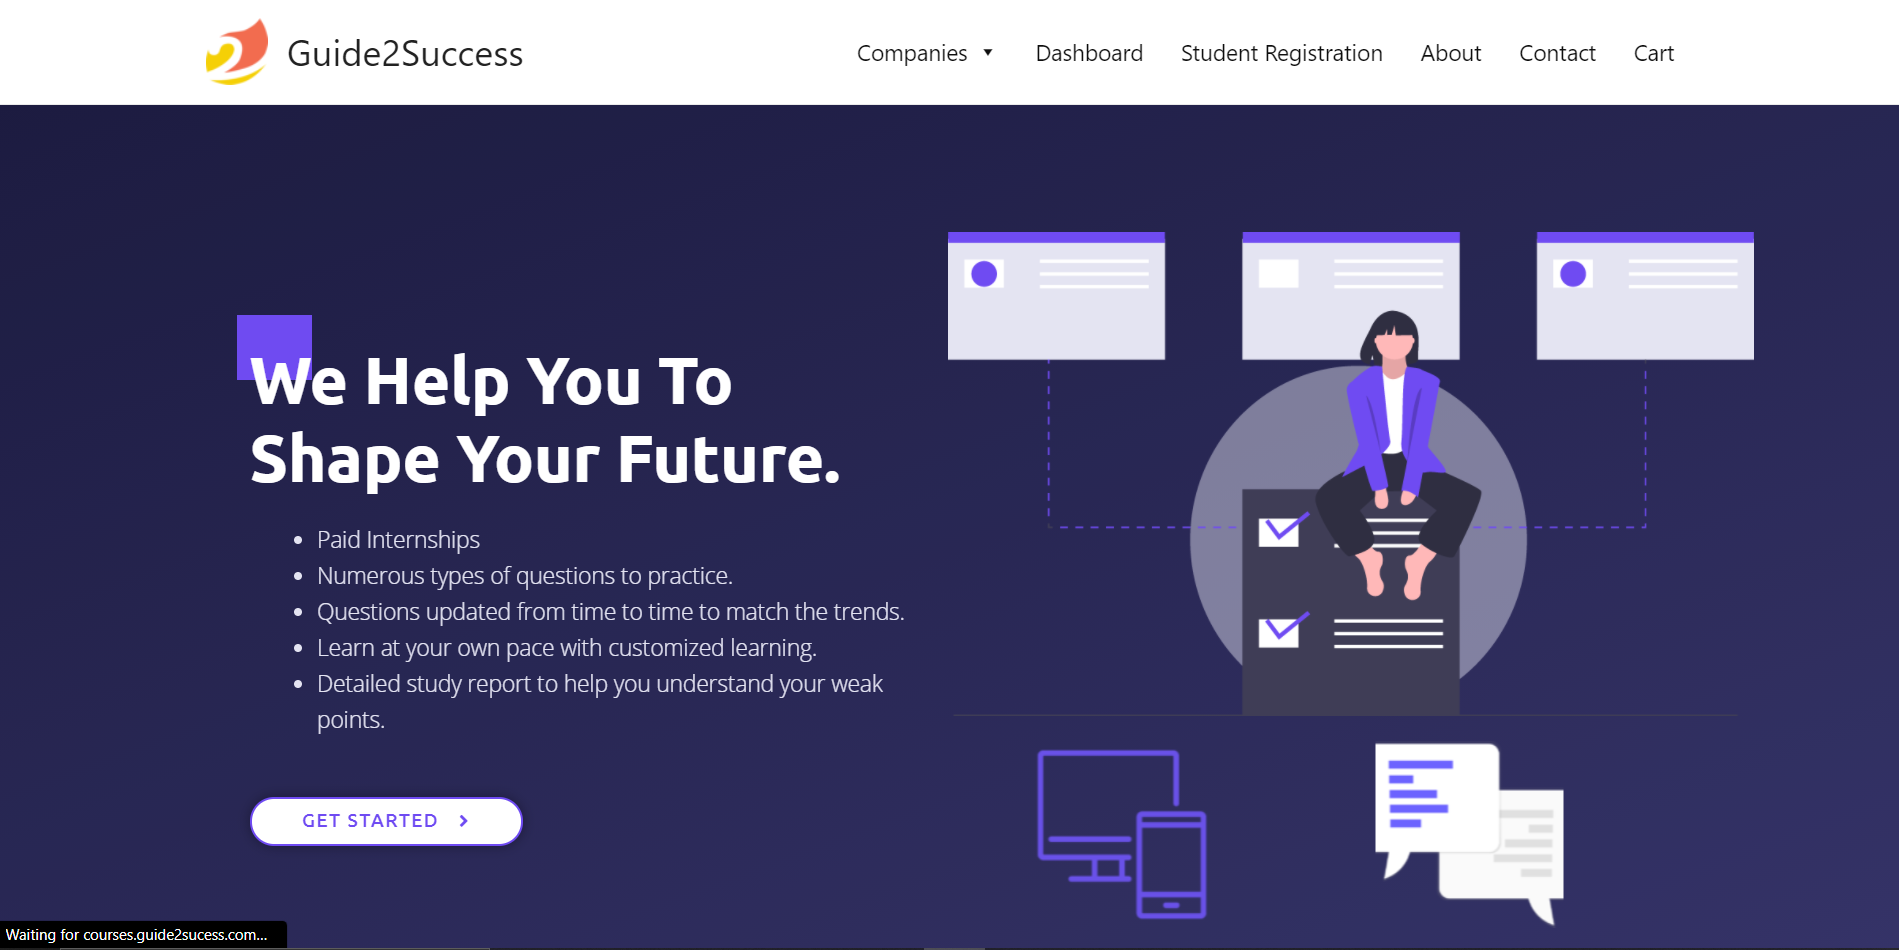 Guide2Success
Companies
Dashboard
Student Registration
About
Contact
Cart
We Help You To
Shape Your Future.
Paid Internships
Numerous types of questions to practice.
Questions updated from time to time to match the trends.
Learn at your own pace with customized learning.
Detailed study report to help you understand your weak
points.
GET STARTED
Waiting for courses.guide2sucess.com...